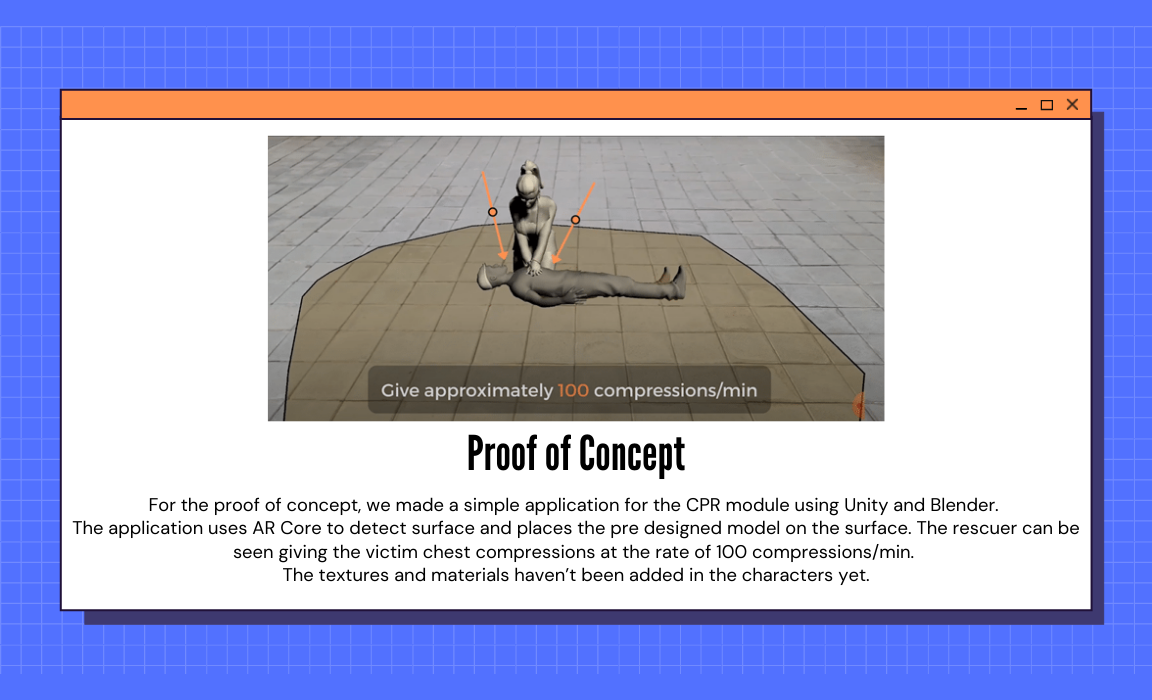 Give approximately 100 compressions/min
Proof of Concept
For the proof of concept, we made a simple application for the CPR module using Unity and Blender.
The application uses AR Core to detect surface and places the pre designed model on the surface. The rescuer can be
seen giving the victim chest compressions at the rate of 100 compressions/min.
The textures and materials haven’t been added in the characters yet.